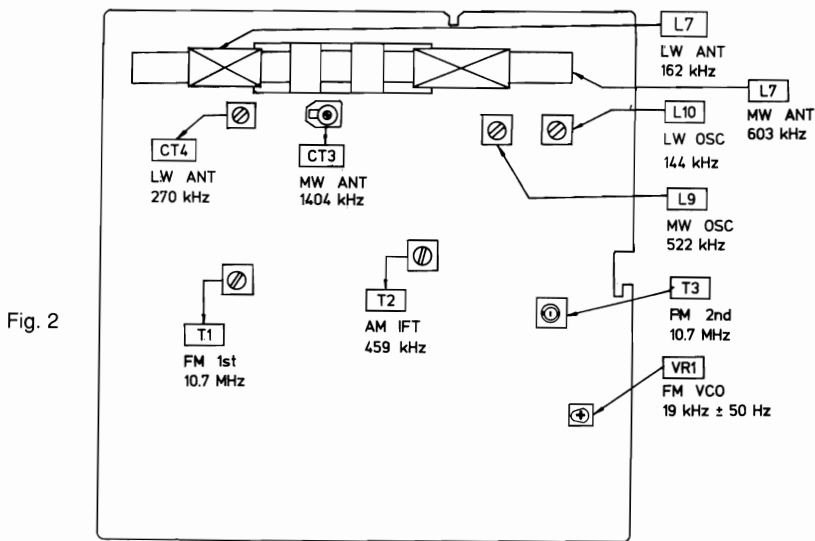 L7
LW ANT
162 kHz
L7
MW ANT
603 kHz
L10
LW OSC
144 kHz
CT4
LW ANT
270 kHz
CT3
MW ANT
1404 kHz
L9
MW OSC
522 kHz
T1
FM 1st
10.7 MHz
T2
AM IFT
459 kHz
T3
PM 2nd
10.7 MHz
Fig. 2
VR1
FM VCO
19 kHz ± 50 Hz